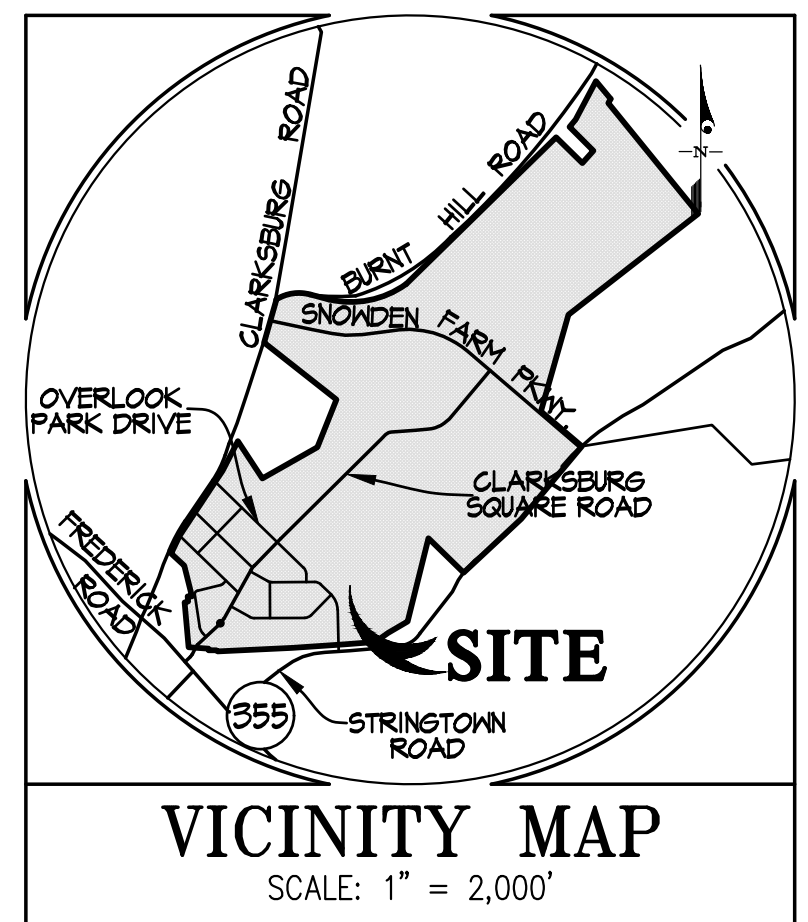 CLARKSBURG ROAD
BURNT HILL ROAD
-N-
SNOWDEN FARM PKWY.
OVERLOOK
PARK DRIVE
CLARKSBURG
SQUARE ROAD
FREDERICK
ROAD
SITE
355
STRINGTOWN
ROAD
VICINITY MAP
SCALE: 1" = 2,000'